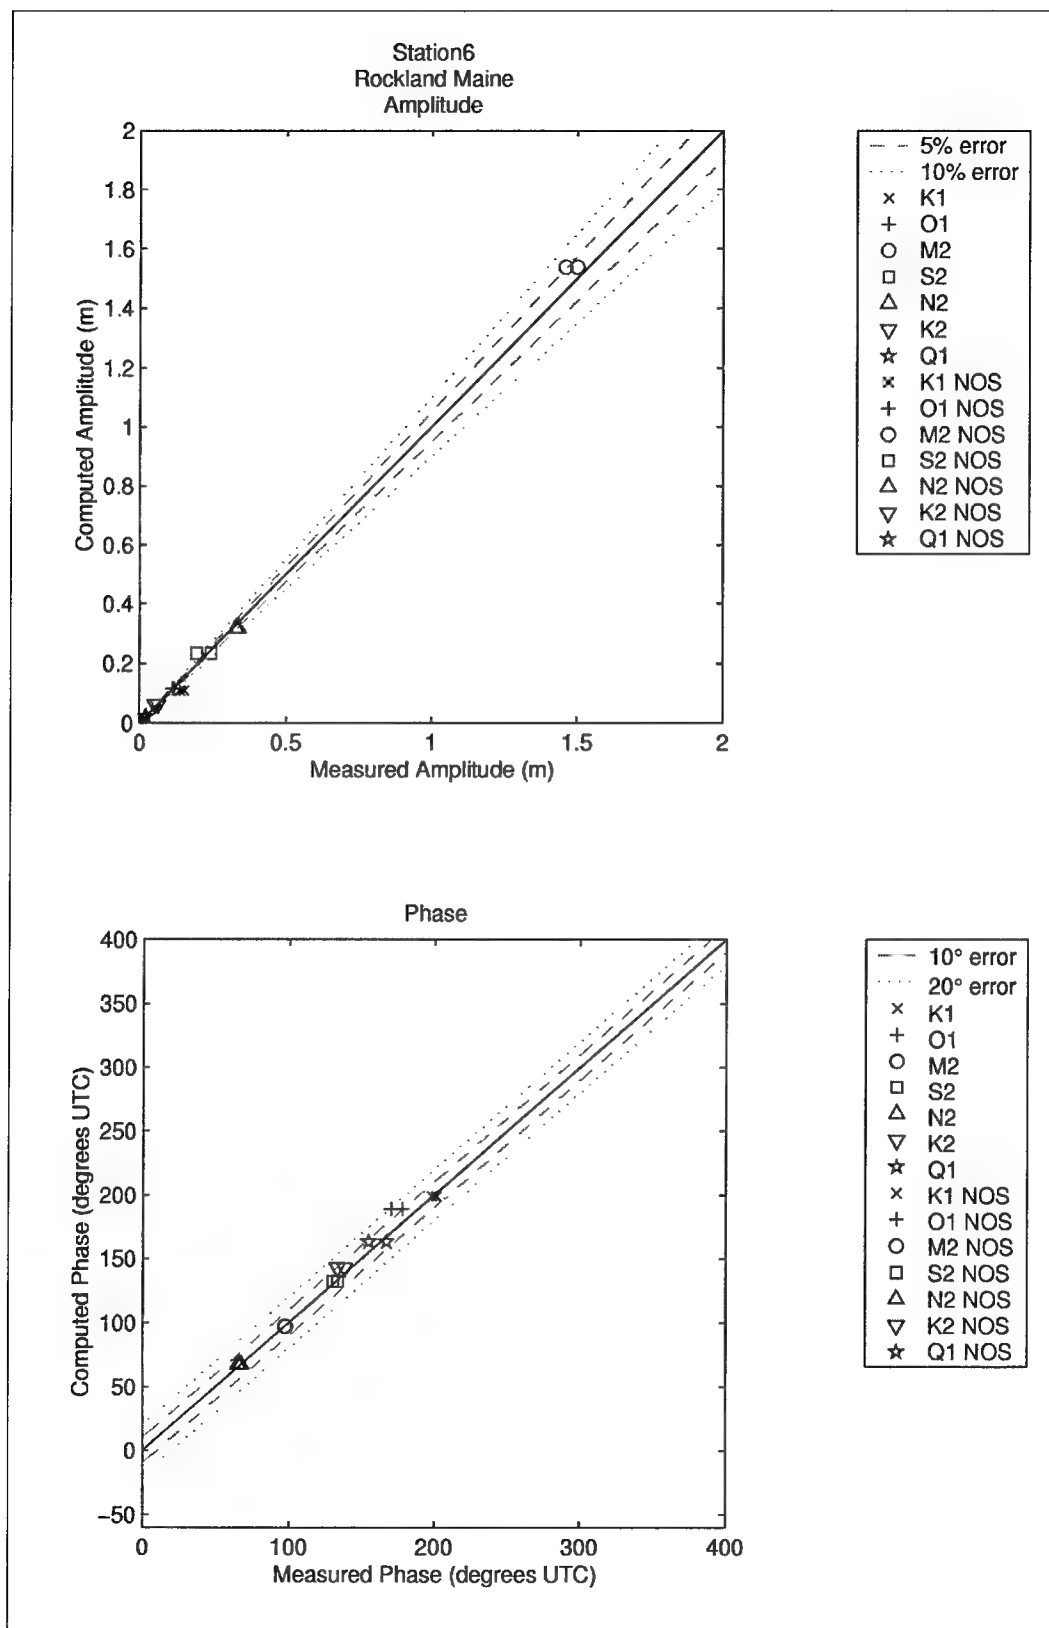 Station6
Rockland Maine
Amplitude
2
1.8
1.6
1.4
1.2
1
0.8
0.6
0.4
0.2
0
Computed Amplitude (m)
0
0.5
1
1.5
2
Measured Amplitude (m)
5% error
10% error
K1
O1
M2
S2
N2
K2
Q1
K1 NOS
O1 NOS
M2 NOS
S2 NOS
N2 NOS
K2 NOS
Q1 NOS
Phase
400
350
300
250
200
150
100
50
0
−50
Computed Phase (degrees UTC)
0
100
200
300
400
Measured Phase (degrees UTC)
10° error
20° error
K1
O1
M2
S2
N2
K2
Q1
K1 NOS
O1 NOS
M2 NOS
S2 NOS
N2 NOS
K2 NOS
Q1 NOS